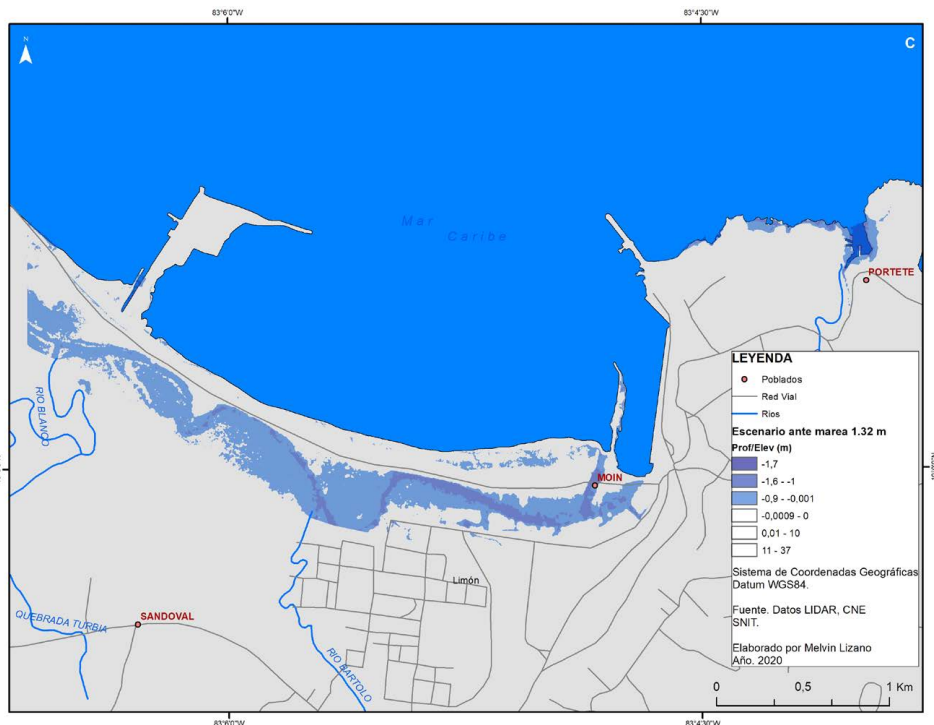 83°6'0"W
83°4'30"W
N
C
Mar
Caribe
PORTETE
RIO BLANCO
MOIN
Limón
SANDOVAL
QUEBRADA TURBIA
RIO BARTOLO
LEYENDA
Poblados
Red Vial
Rios
Escenario ante marea 1.32 m
Prof/Elev (m)
-1,7
-1,6 - -1
-0,9 - -0,001
-0,0009 - 0
0,01 - 10
11 - 37
Sistema de Coordenadas Geográficas
Datum WGS84.
Fuente. Datos LIDAR, CNE
SNIT.
Elaborado por Melvin Lizano
Año. 2020
0 0,5 1 Km
83°6'0"W
83°4'30"W